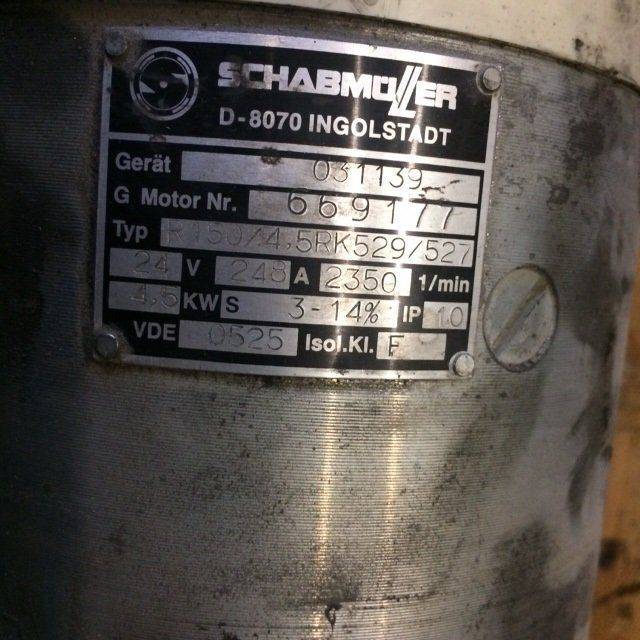 SCHABMÜLLER
D-8070 INGOLSTADT
Gerät 031139
G Motor Nr. 669177
Typ P150/4,5RK529/527
24 V 248 A 2350 1/min
4,5 KW S 3-14% IP 10
VDE 0525 Isol.Kl. F